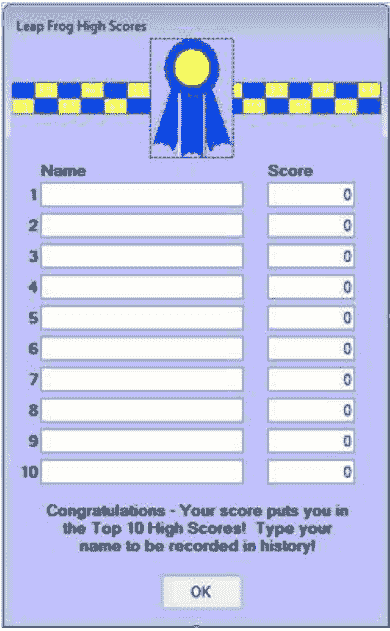 Leap Frog High Scores
Name Score
1 0
2 0
3 0
4 0
5 0
6 0
7 0
8 0
9 0
10 0
Congratulations - Your score puts you in
the Top 10 High Scores! Type your
name to be recorded in history!
OK